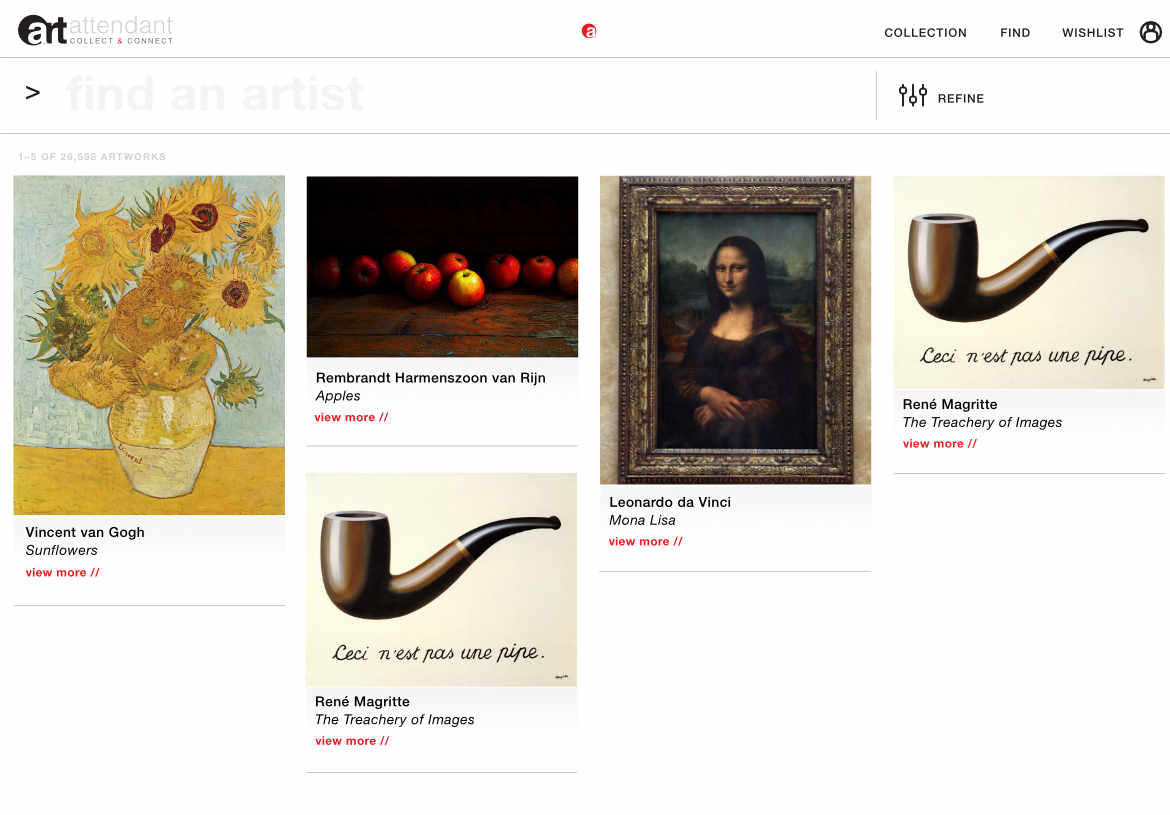 art attendant
COLLECT & CONNECT
a
COLLECTION
FIND
WISHLIST
> find an artist
REFINE
1–5 OF 26,598 ARTWORKS
Vincent
Vincent van Gogh
Sunflowers
view more //
Rembrandt Harmenszoon van Rijn
Apples
view more //
Ceci n'est pas une pipe.
René Magritte
The Treachery of Images
view more //
Leonardo da Vinci
Mona Lisa
view more //
Ceci n'est pas une pipe.
Magritte
René Magritte
The Treachery of Images
view more //